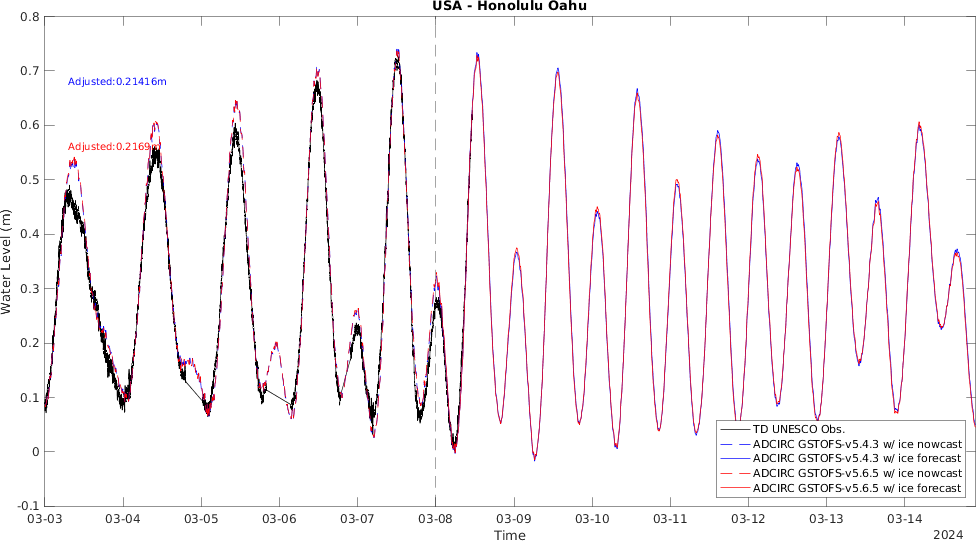 USA - Honolulu Oahu
0.8
0.7
0.6
0.5
0.4
0.3
0.2
0.1
0
-0.1
Water Level (m)
Adjusted:0.21416m
Adjusted:0.2169
TD UNESCO Obs.
ADCIRC GSTOFS-v5.4.3 w/ ice nowcast
ADCIRC GSTOFS-v5.4.3 w/ ice forecast
ADCIRC GSTOFS-v5.6.5 w/ ice nowcast
ADCIRC GSTOFS-v5.6.5 w/ ice forecast
03-03 03-04 03-05 03-06 03-07 03-08 03-09 03-10 03-11 03-12 03-13 03-14
Time
2024